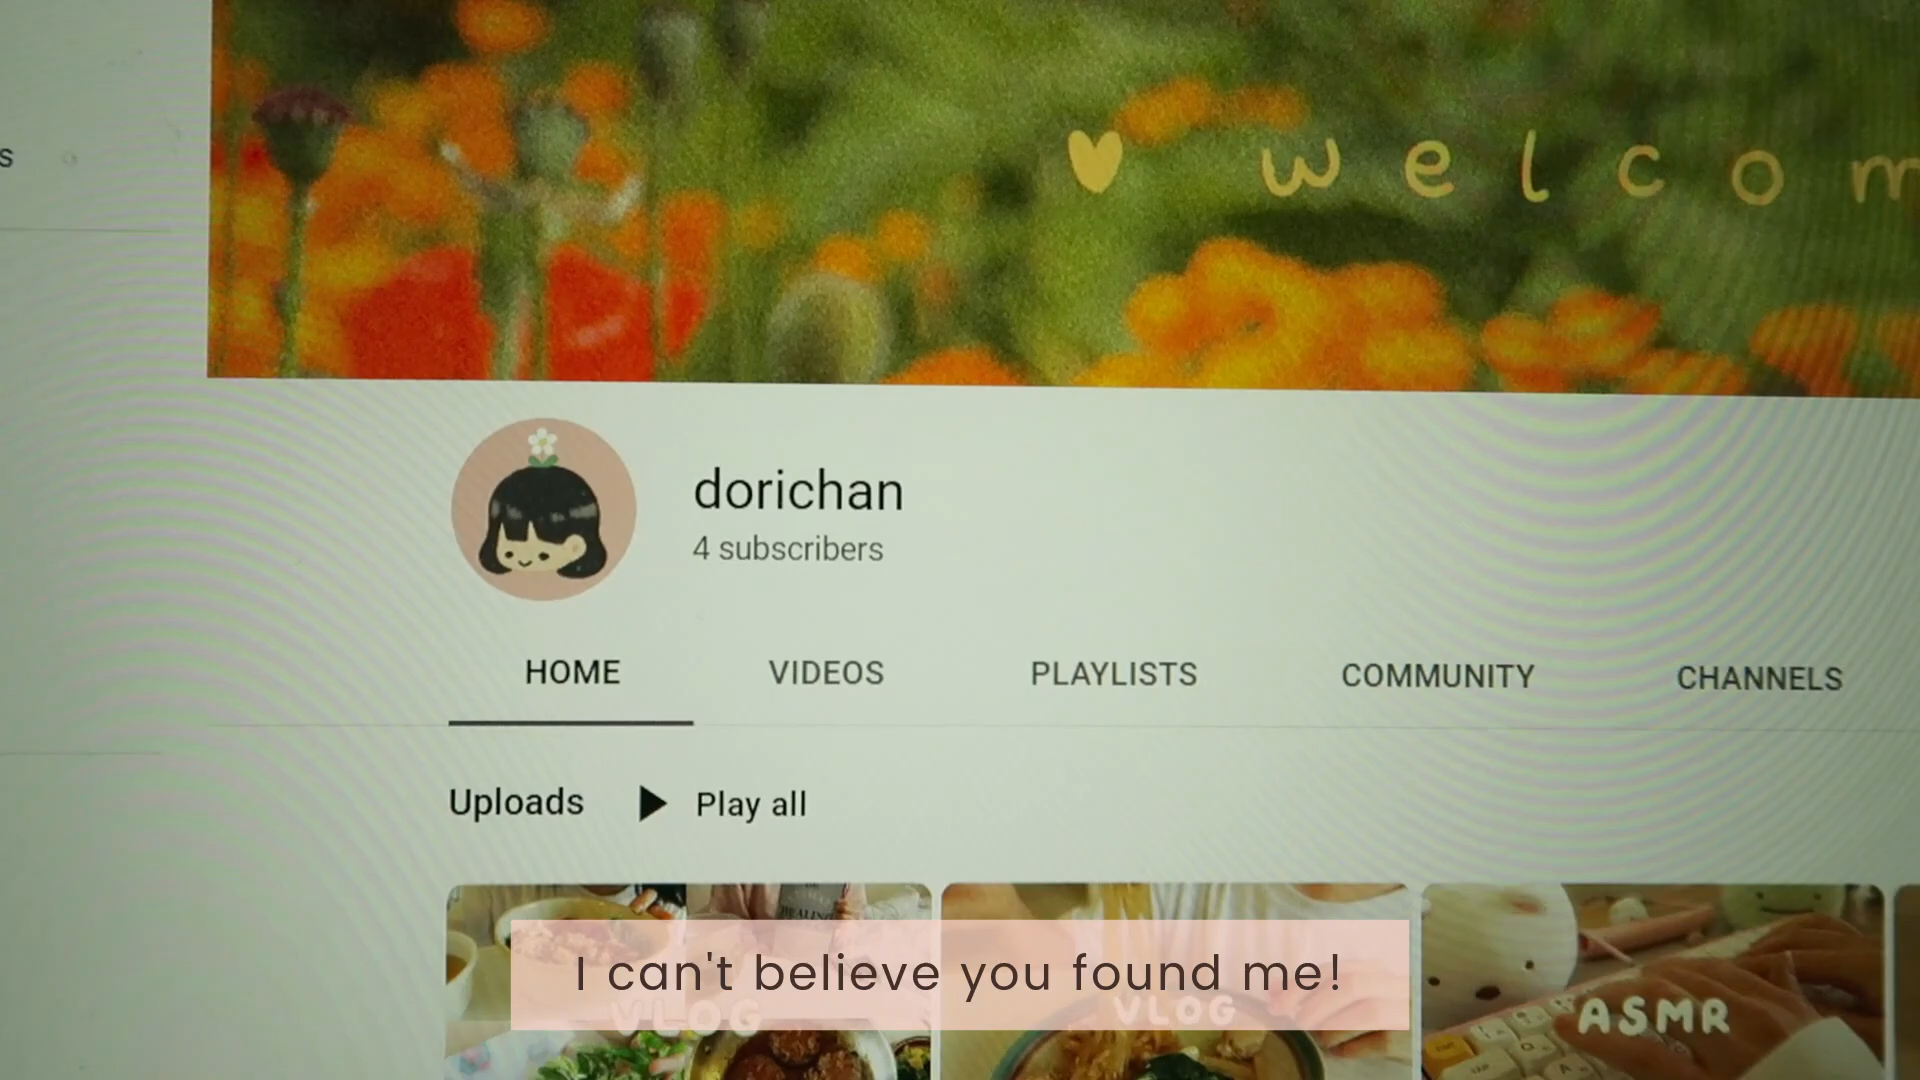 s
♥ welcom
dorichan
4 subscribers
HOME VIDEOS PLAYLISTS COMMUNITY CHANNELS
Uploads ▶ Play all
I can't believe you found me!
VLOG VLOG ASMR